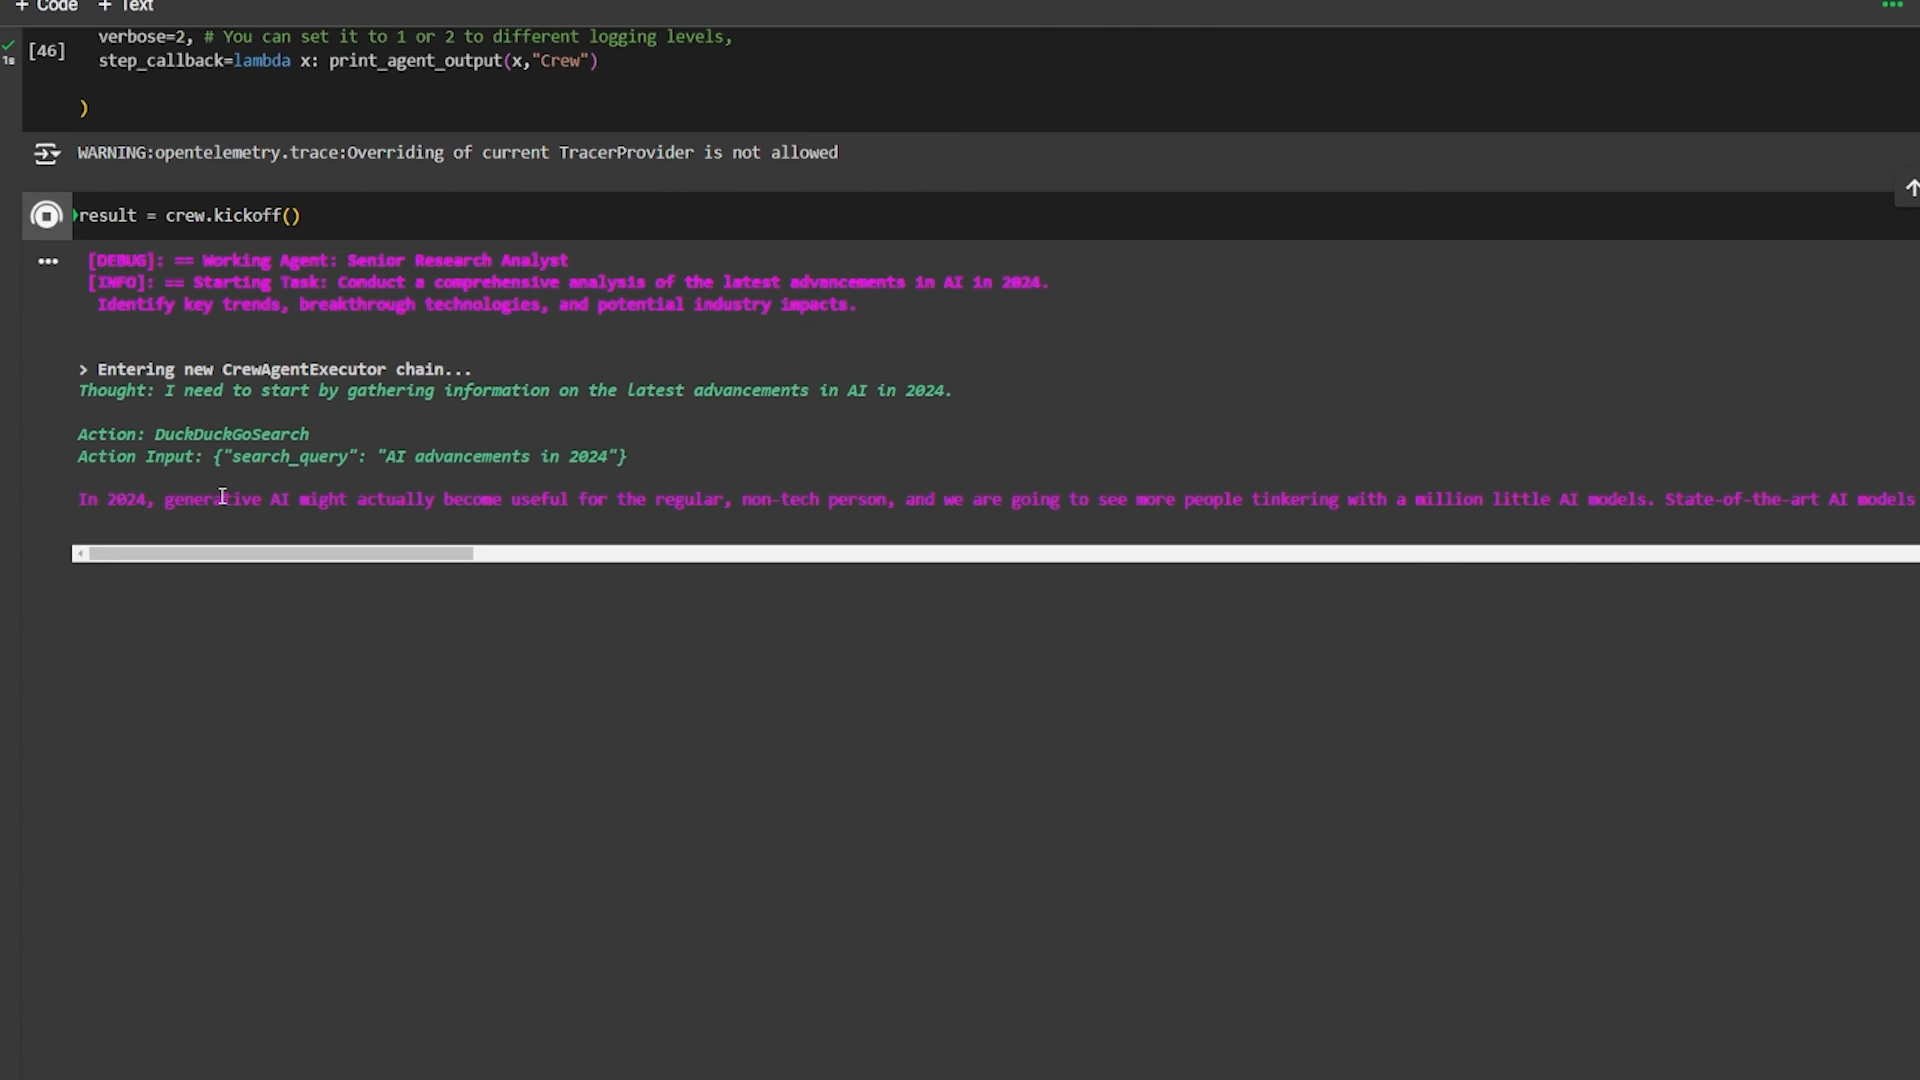 + Code + Text
[46] verbose=2, # You can set it to 1 or 2 to different logging levels,
1s
step_callback=lambda x: print_agent_output(x,"Crew")
)
WARNING:opentelemetry.trace:Overriding of current TracerProvider is not allowed
result = crew.kickoff()
[DEBUG]: == Working Agent: Senior Research Analyst
[INFO]: == Starting Task: Conduct a comprehensive analysis of the latest advancements in AI in 2024.
Identify key trends, breakthrough technologies, and potential industry impacts.
> Entering new CrewAgentExecutor chain...
Thought: I need to start by gathering information on the latest advancements in AI in 2024.
Action: DuckDuckGoSearch
Action Input: {"search_query": "AI advancements in 2024"}
In 2024, generative AI might actually become useful for the regular, non-tech person, and we are going to see more people tinkering with a million little AI models. State-of-the-art AI models